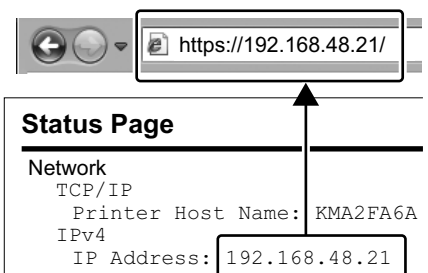 https://192.168.48.21/
Status Page
Network
TCP/IP
Printer Host Name: KMA2FA6A
IPv4
IP Address: 192.168.48.21